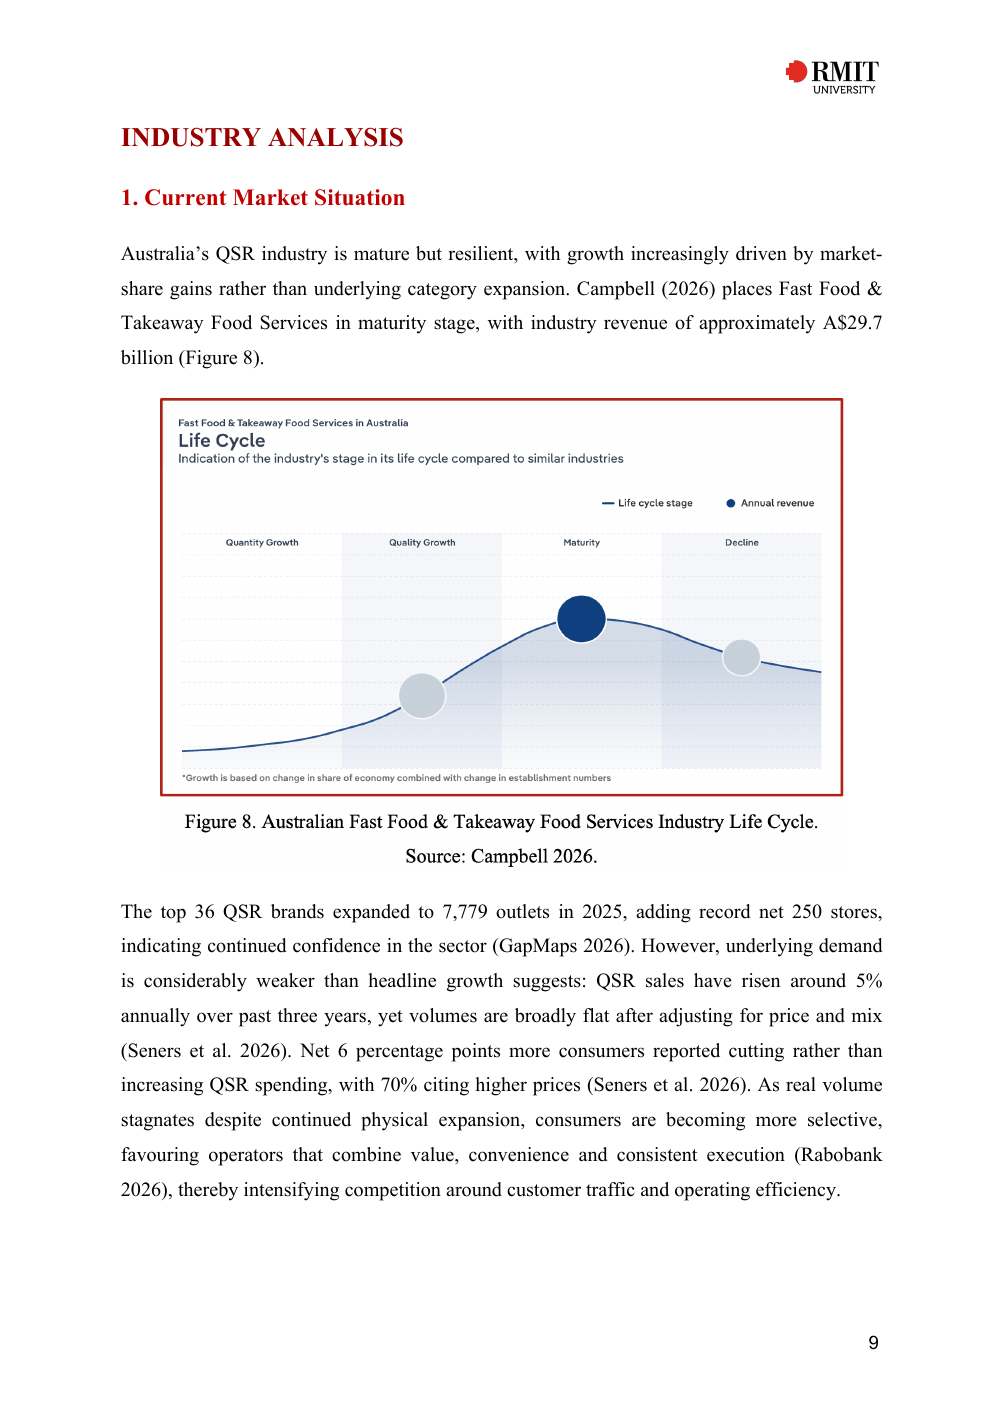 RMIT
UNIVERSITY
INDUSTRY ANALYSIS
1. Current Market Situation
Australia’s QSR industry is mature but resilient, with growth increasingly driven by market-
share gains rather than underlying category expansion. Campbell (2026) places Fast Food &
Takeaway Food Services in maturity stage, with industry revenue of approximately A$29.7
billion (Figure 8).
Fast Food & Takeaway Food Services in Australia
Life Cycle
Indication of the industry's stage in its life cycle compared to similar industries
Life cycle stage
Annual revenue
Quantity Growth
Quality Growth
Maturity
Decline
*Growth is based on change in share of economy combined with change in establishment numbers
Figure 8. Australian Fast Food & Takeaway Food Services Industry Life Cycle.
Source: Campbell 2026.
The top 36 QSR brands expanded to 7,779 outlets in 2025, adding record net 250 stores,
indicating continued confidence in the sector (GapMaps 2026). However, underlying demand
is considerably weaker than headline growth suggests: QSR sales have risen around 5%
annually over past three years, yet volumes are broadly flat after adjusting for price and mix
(Seners et al. 2026). Net 6 percentage points more consumers reported cutting rather than
increasing QSR spending, with 70% citing higher prices (Seners et al. 2026). As real volume
stagnates despite continued physical expansion, consumers are becoming more selective,
favouring operators that combine value, convenience and consistent execution (Rabobank
2026), thereby intensifying competition around customer traffic and operating efficiency.
9